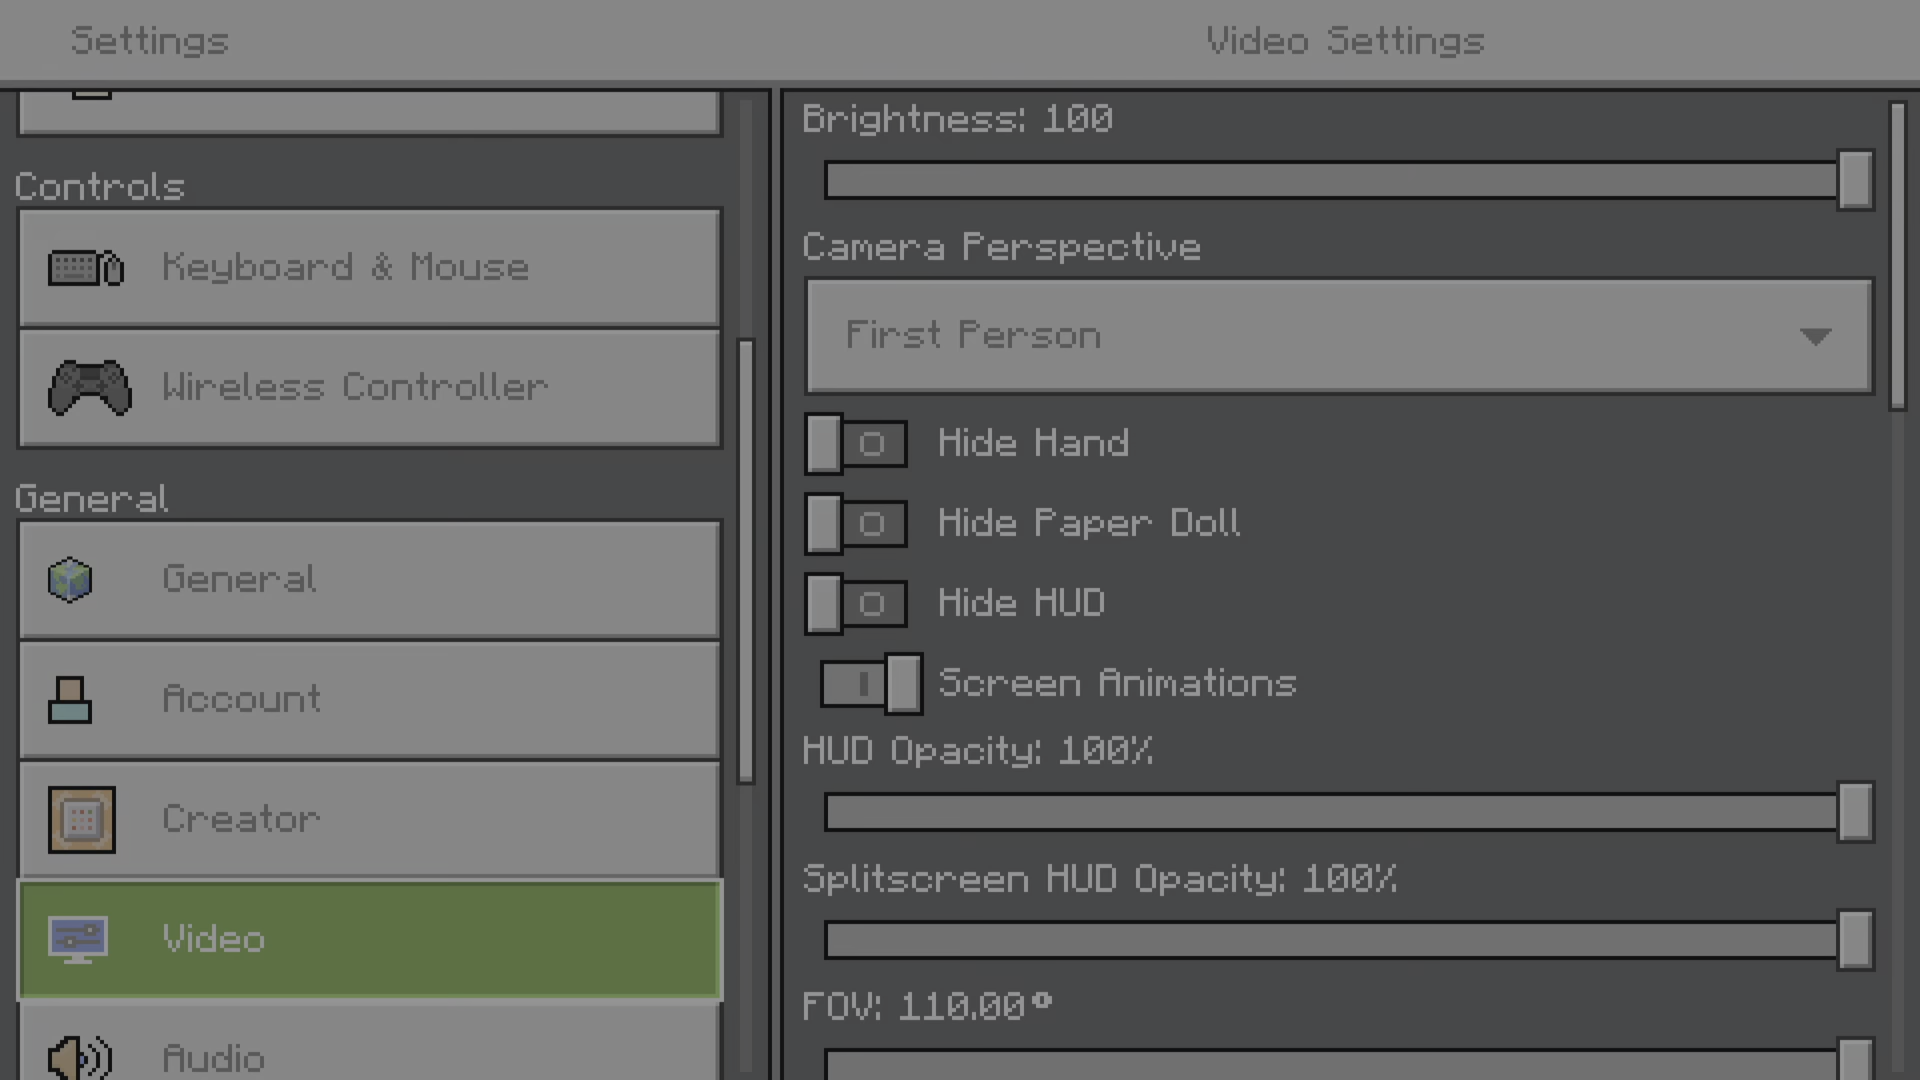 Settings
Video Settings
Controls
Keyboard & Mouse
Wireless Controller
General
General
Account
Creator
Video
Audio
Brightness: 100
Camera Perspective
First Person
Hide Hand
Hide Paper Doll
Hide HUD
Screen Animations
HUD Opacity: 100%
Splitscreen HUD Opacity: 100%
FOV: 110.00°